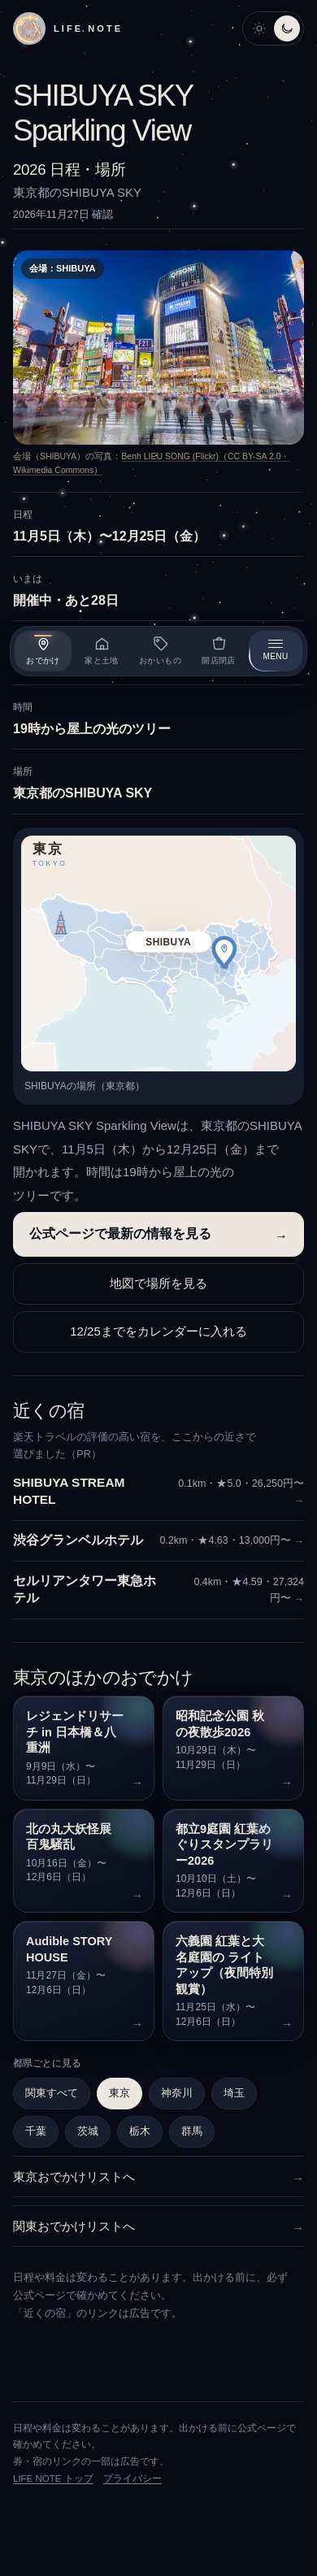 LIFE.NOTE
SHIBUYA SKY
Sparkling View
2026 日程・場所
東京都のSHIBUYA SKY
2026年11月27日 確認
会場：SHIBUYA
会場（SHIBUYA）の写真：Benh LIEU SONG (Flickr)（CC BY-SA 2.0・
Wikimedia Commons）
日程
11月5日（木）〜12月25日（金）
いまは
開催中・あと28日
おでかけ
家と土地
おかいもの
開店閉店
MENU
時間
19時から屋上の光のツリー
場所
東京都のSHIBUYA SKY
東京
TOKYO
SHIBUYA
SHIBUYAの場所（東京都）
SHIBUYA SKY Sparkling Viewは、東京都のSHIBUYA
SKYで、11月5日（木）から12月25日（金）まで
開かれます。時間は19時から屋上の光の
ツリーです。
公式ページで最新の情報を見る →
地図で場所を見る
12/25までをカレンダーに入れる
近くの宿
楽天トラベルの評価の高い宿を、ここからの近さで
選びました（PR）
SHIBUYA STREAM
HOTEL
0.1km・★5.0・26,250円〜
→
渋谷グランベルホテル 0.2km・★4.63・13,000円〜 →
セルリアンタワー東急ホ
テル
0.4km・★4.59・27,324
円〜 →
東京のほかのおでかけ
レジェンドリサー
チ in 日本橋＆八
重洲
9月9日（水）〜
11月29日（日）
→
昭和記念公園 秋
の夜散歩2026
10月29日（木）〜
11月29日（日）
→
北の丸大妖怪展
百鬼騒乱
10月16日（金）〜
12月6日（日）
→
都立9庭園 紅葉め
ぐりスタンプラリ
ー2026
10月10日（土）〜
12月6日（日）
→
Audible STORY
HOUSE
11月27日（金）〜
12月6日（日）
→
六義園 紅葉と大
名庭園の ライト
アップ（夜間特別
観賞）
11月25日（水）〜
12月6日（日）
→
都県ごとに見る
関東すべて
東京
神奈川
埼玉
千葉
茨城
栃木
群馬
東京おでかけリストへ →
関東おでかけリストへ →
日程や料金は変わることがあります。出かける前に、必ず
公式ページで確かめてください。
「近くの宿」のリンクは広告です。
日程や料金は変わることがあります。出かける前に公式ページで
確かめてください。
券・宿のリンクの一部は広告です。
LIFE NOTE トップ プライバシー